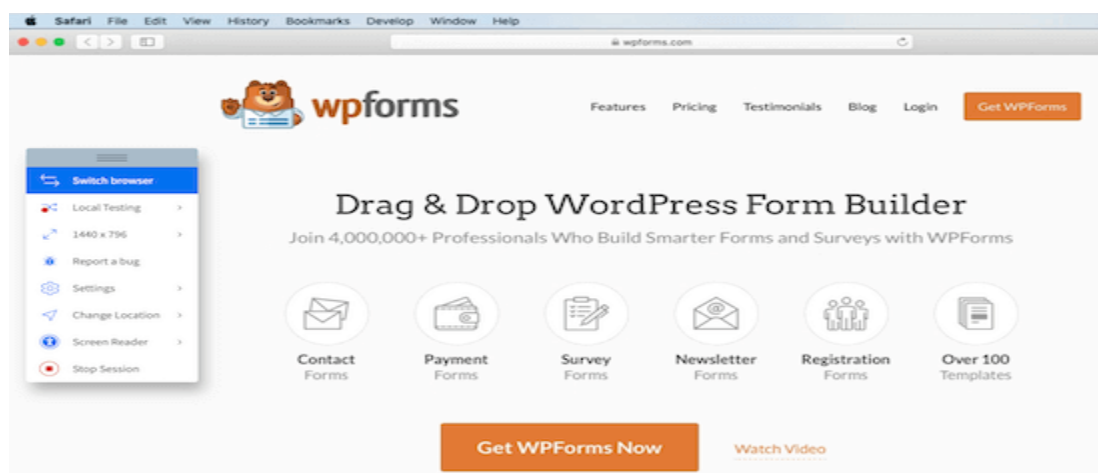 Safari File Edit View History Bookmarks Develop Window Help
wpforms.com
wpforms
Features Pricing Testimonials Blog Login Get WPForms
Switch browser
Local Testing
1440 x 796
Report a bug
Settings
Change Location
Screen Reader
Stop Session
Drag & Drop WordPress Form Builder
Join 4,000,000+ Professionals Who Build Smarter Forms and Surveys with WPForms
Contact
Forms
Payment
Forms
Survey
Forms
Newsletter
Forms
Registration
Forms
Over 100
Templates
Get WPForms Now
Watch Video